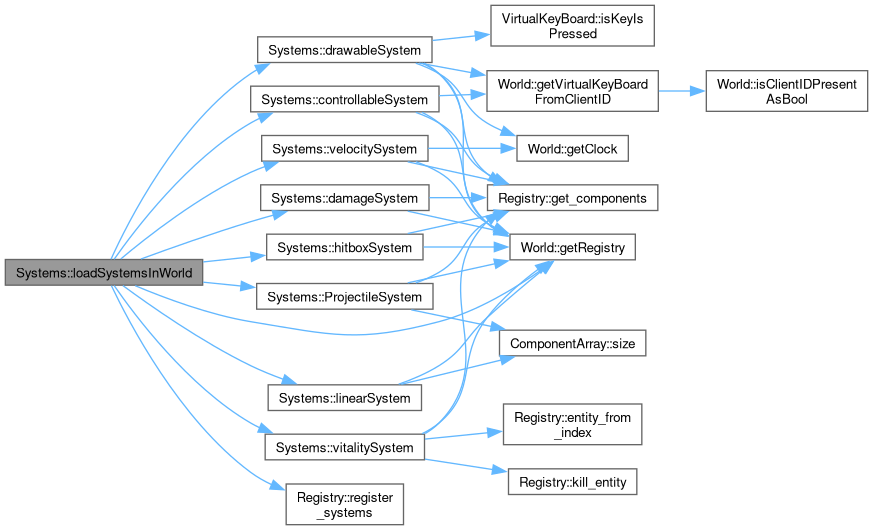 Systems::loadSystemsInWorld
Systems::drawableSystem
Systems::controllableSystem
Systems::velocitySystem
Systems::damageSystem
Systems::hitboxSystem
Systems::ProjectileSystem
Systems::linearSystem
Systems::vitalitySystem
Registry::register
_systems
VirtualKeyBoard::isKeyIs
Pressed
World::getVirtualKeyBoard
FromClientID
World::getClock
Registry::get_components
World::getRegistry
ComponentArray::size
Registry::entity_from
_index
Registry::kill_entity
World::isClientIDPresent
AsBool